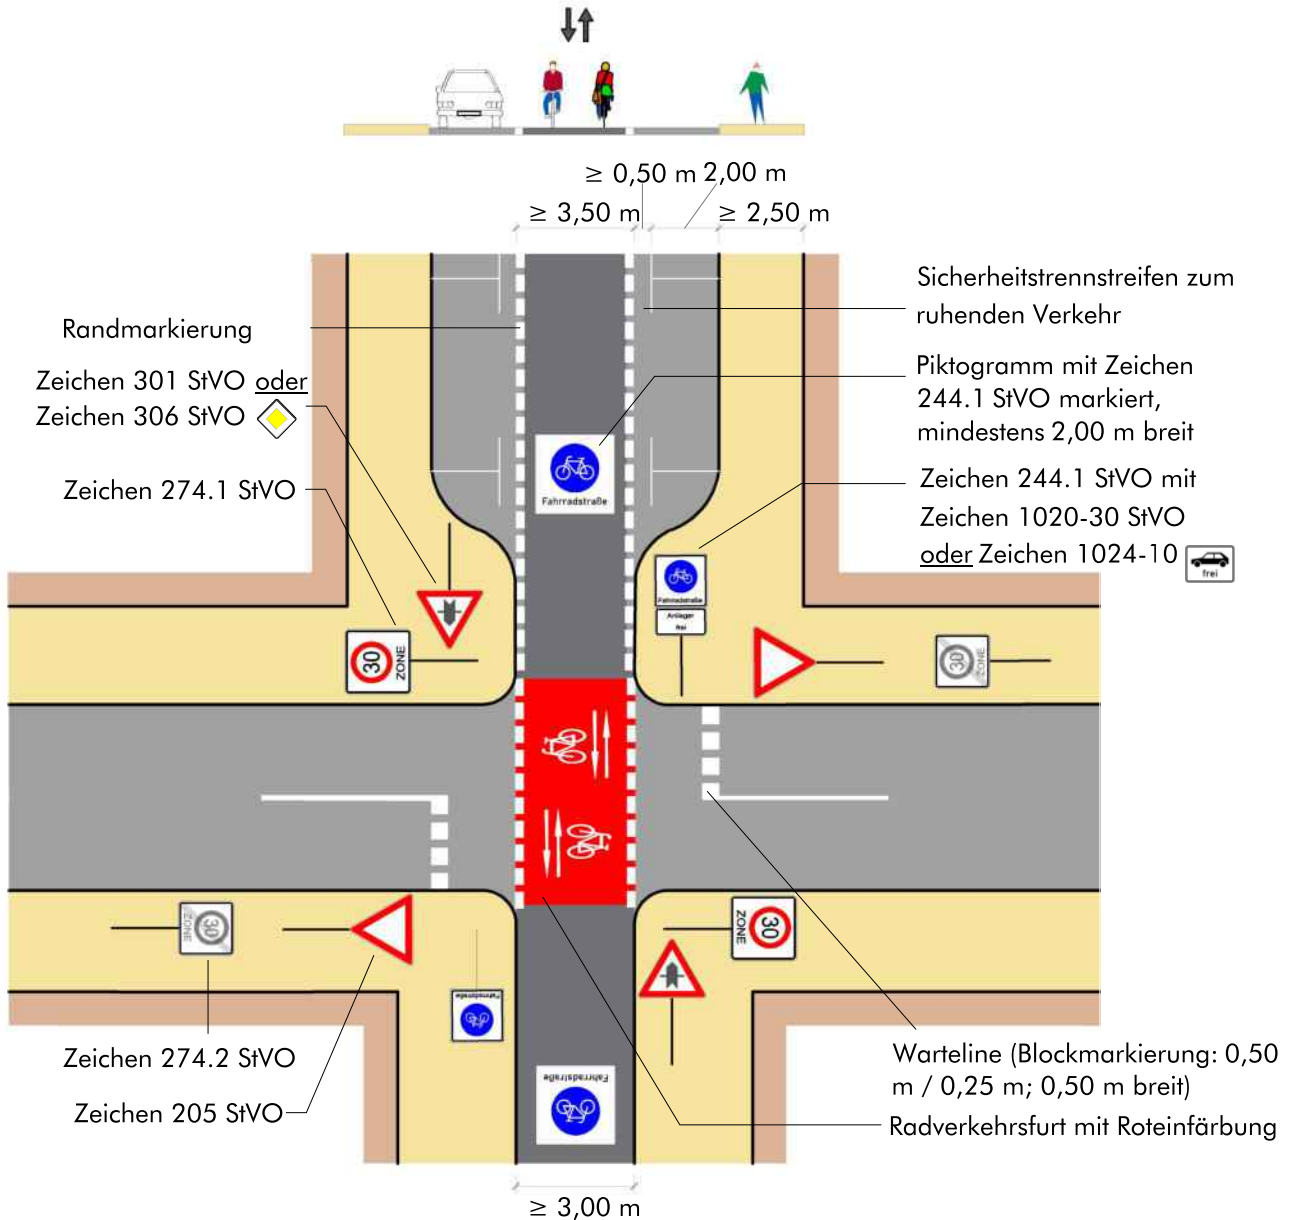 ≥ 0,50 m 2,00 m
≥ 3,50 m
≥ 2,50 m
Sicherheitstrennstreifen zum
ruhenden Verkehr
Randmarkierung
Zeichen 301 StVO oder
Zeichen 306 StVO
Piktogramm mit Zeichen
244.1 StVO markiert,
mindestens 2,00 m breit
Zeichen 274.1 StVO
Fahrradstraße
Zeichen 244.1 StVO mit
Zeichen 1020-30 StVO
oder Zeichen 1024-10
frei
Fahrradstraße
Anlieger
frei
30
ZONE
30
ZONE
30
ZONE
30
ZONE
Fahrradstraße
Zeichen 274.2 StVO
Zeichen 205 StVO
Fahrradstraße
Warteline (Blockmarkierung: 0,50
m / 0,25 m; 0,50 m breit)
Radverkehrsfurt mit Roteinfärbung
≥ 3,00 m